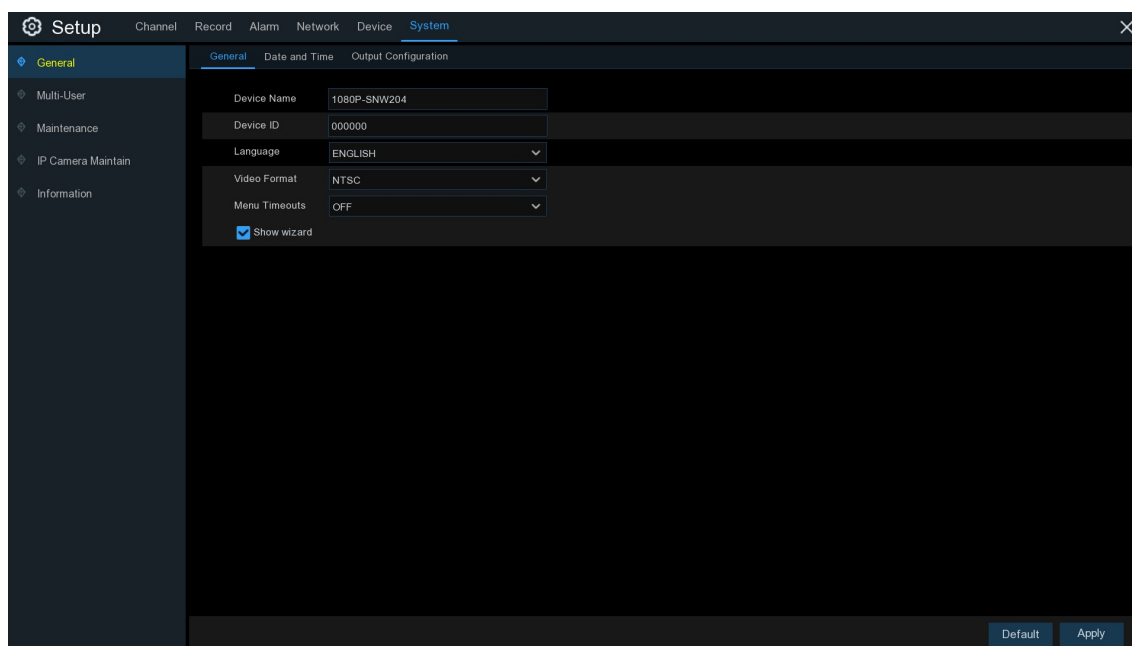 Setup Channel Record Alarm Network Device System
General Date and Time Output Configuration
General
Multi-User
Maintenance
IP Camera Maintain
Information
Device Name 1080P-SNW204
Device ID 000000
Language ENGLISH
Video Format NTSC
Menu Timeouts OFF
Show wizard
Default Apply